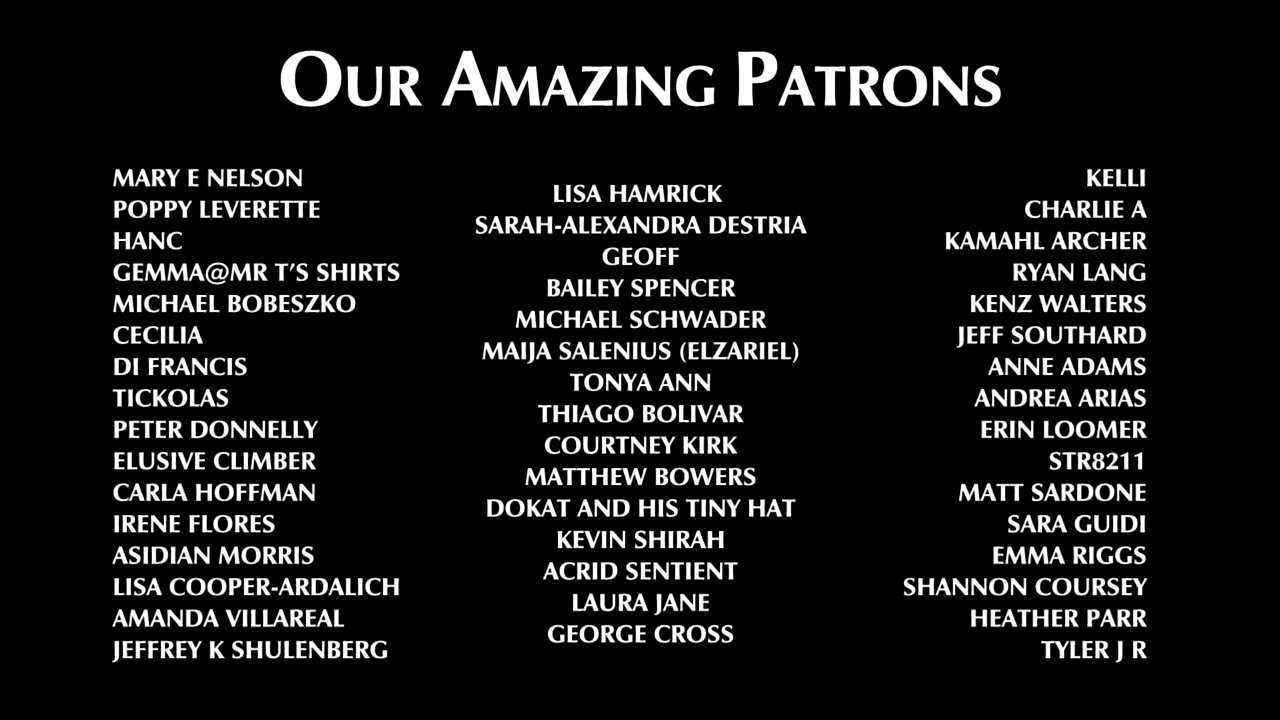 OUR AMAZING PATRONS
MARY E NELSON
POPPY LEVERETTE
HANC
GEMMA@MR T’S SHIRTS
MICHAEL BOBESZKO
CECILIA
DI FRANCIS
TICKOLAS
PETER DONNELLY
ELUSIVE CLIMBER
CARLA HOFFMAN
IRENE FLORES
ASIDIAN MORRIS
LISA COOPER-ARDALICH
AMANDA VILLAREAL
JEFFREY K SHULENBERG
LISA HAMRICK
SARAH-ALEXANDRA DESTRIA
GEOFF
BAILEY SPENCER
MICHAEL SCHWADER
MAIJA SALENIUS (ELZARIEL)
TONYA ANN
THIAGO BOLIVAR
COURTNEY KIRK
MATTHEW BOWERS
DOKAT AND HIS TINY HAT
KEVIN SHIRAH
ACRID SENTIENT
LAURA JANE
GEORGE CROSS
KELLI
CHARLIE A
KAMAHL ARCHER
RYAN LANG
KENZ WALTERS
JEFF SOUTHARD
ANNE ADAMS
ANDREA ARIAS
ERIN LOOMER
STR8211
MATT SARDONE
SARA GUIDI
EMMA RIGGS
SHANNON COURSEY
HEATHER PARR
TYLER J R